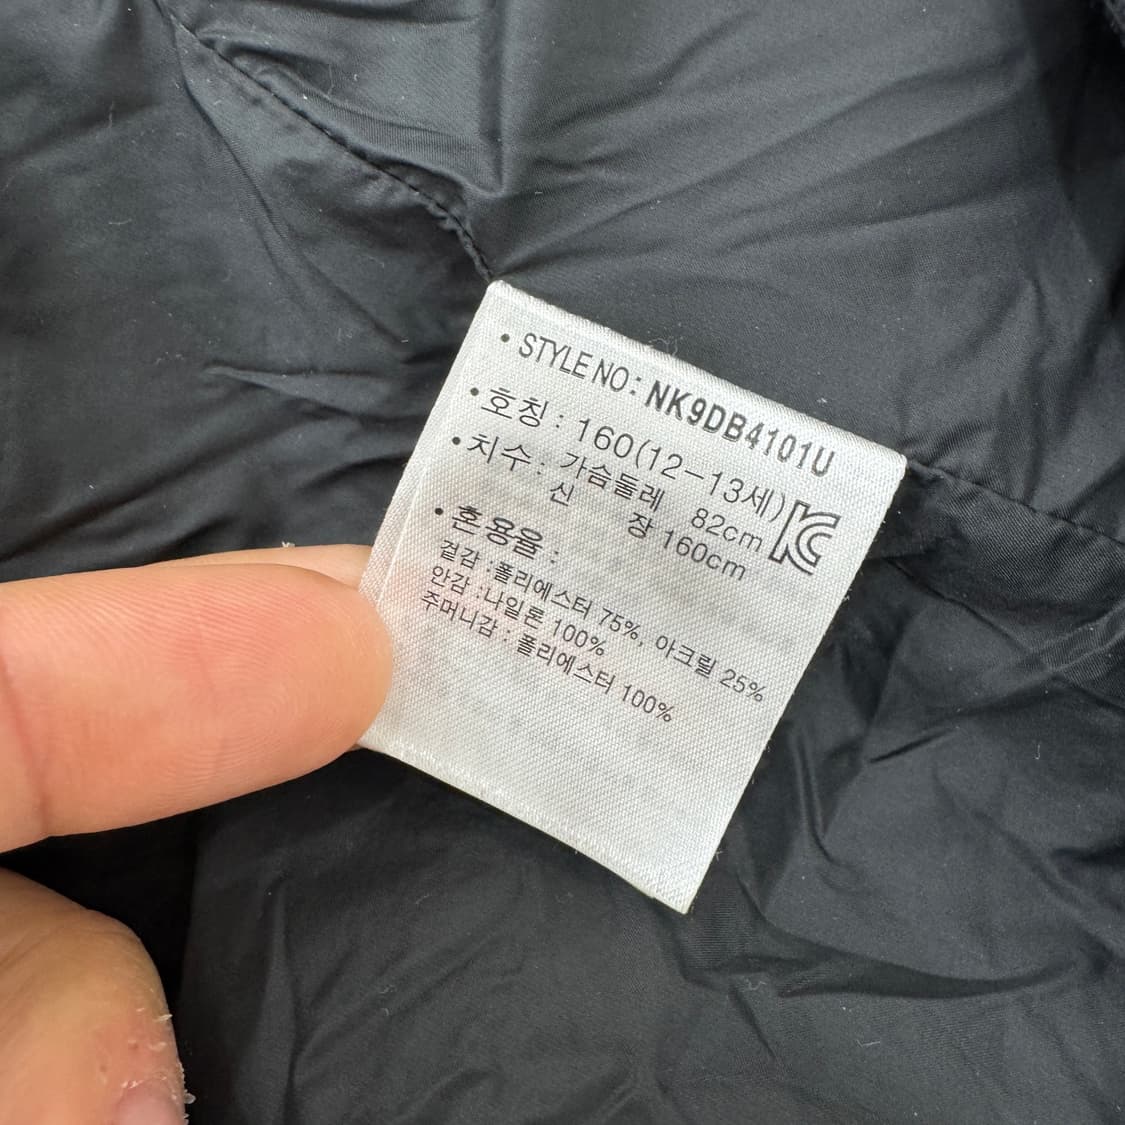 • STYLE NO : NK9DB4101U
• 호칭 : 160(12-13세)
• 치수 : 가슴둘레 82cm
신 장 160cm
KC
• 혼용율 :
겉감 : 폴리에스터 75%, 아크릴 25%
안감 : 나일론 100%
주머니감 : 폴리에스터 100%